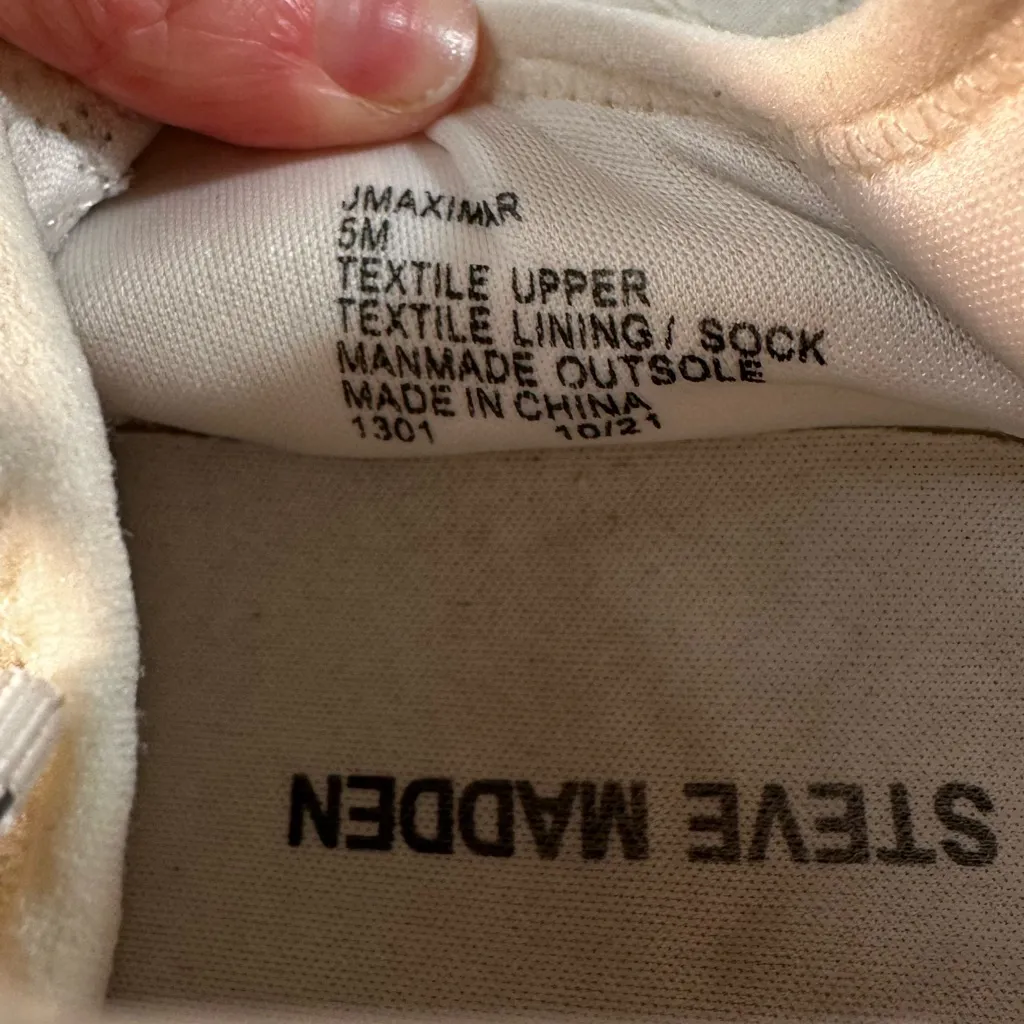 JMAXIMAR
5M
TEXTILE UPPER
TEXTILE LINING/ SOCK
MANMADE OUTSOLE
MADE IN CHINA
1301 10/21
STEVE MADDEN